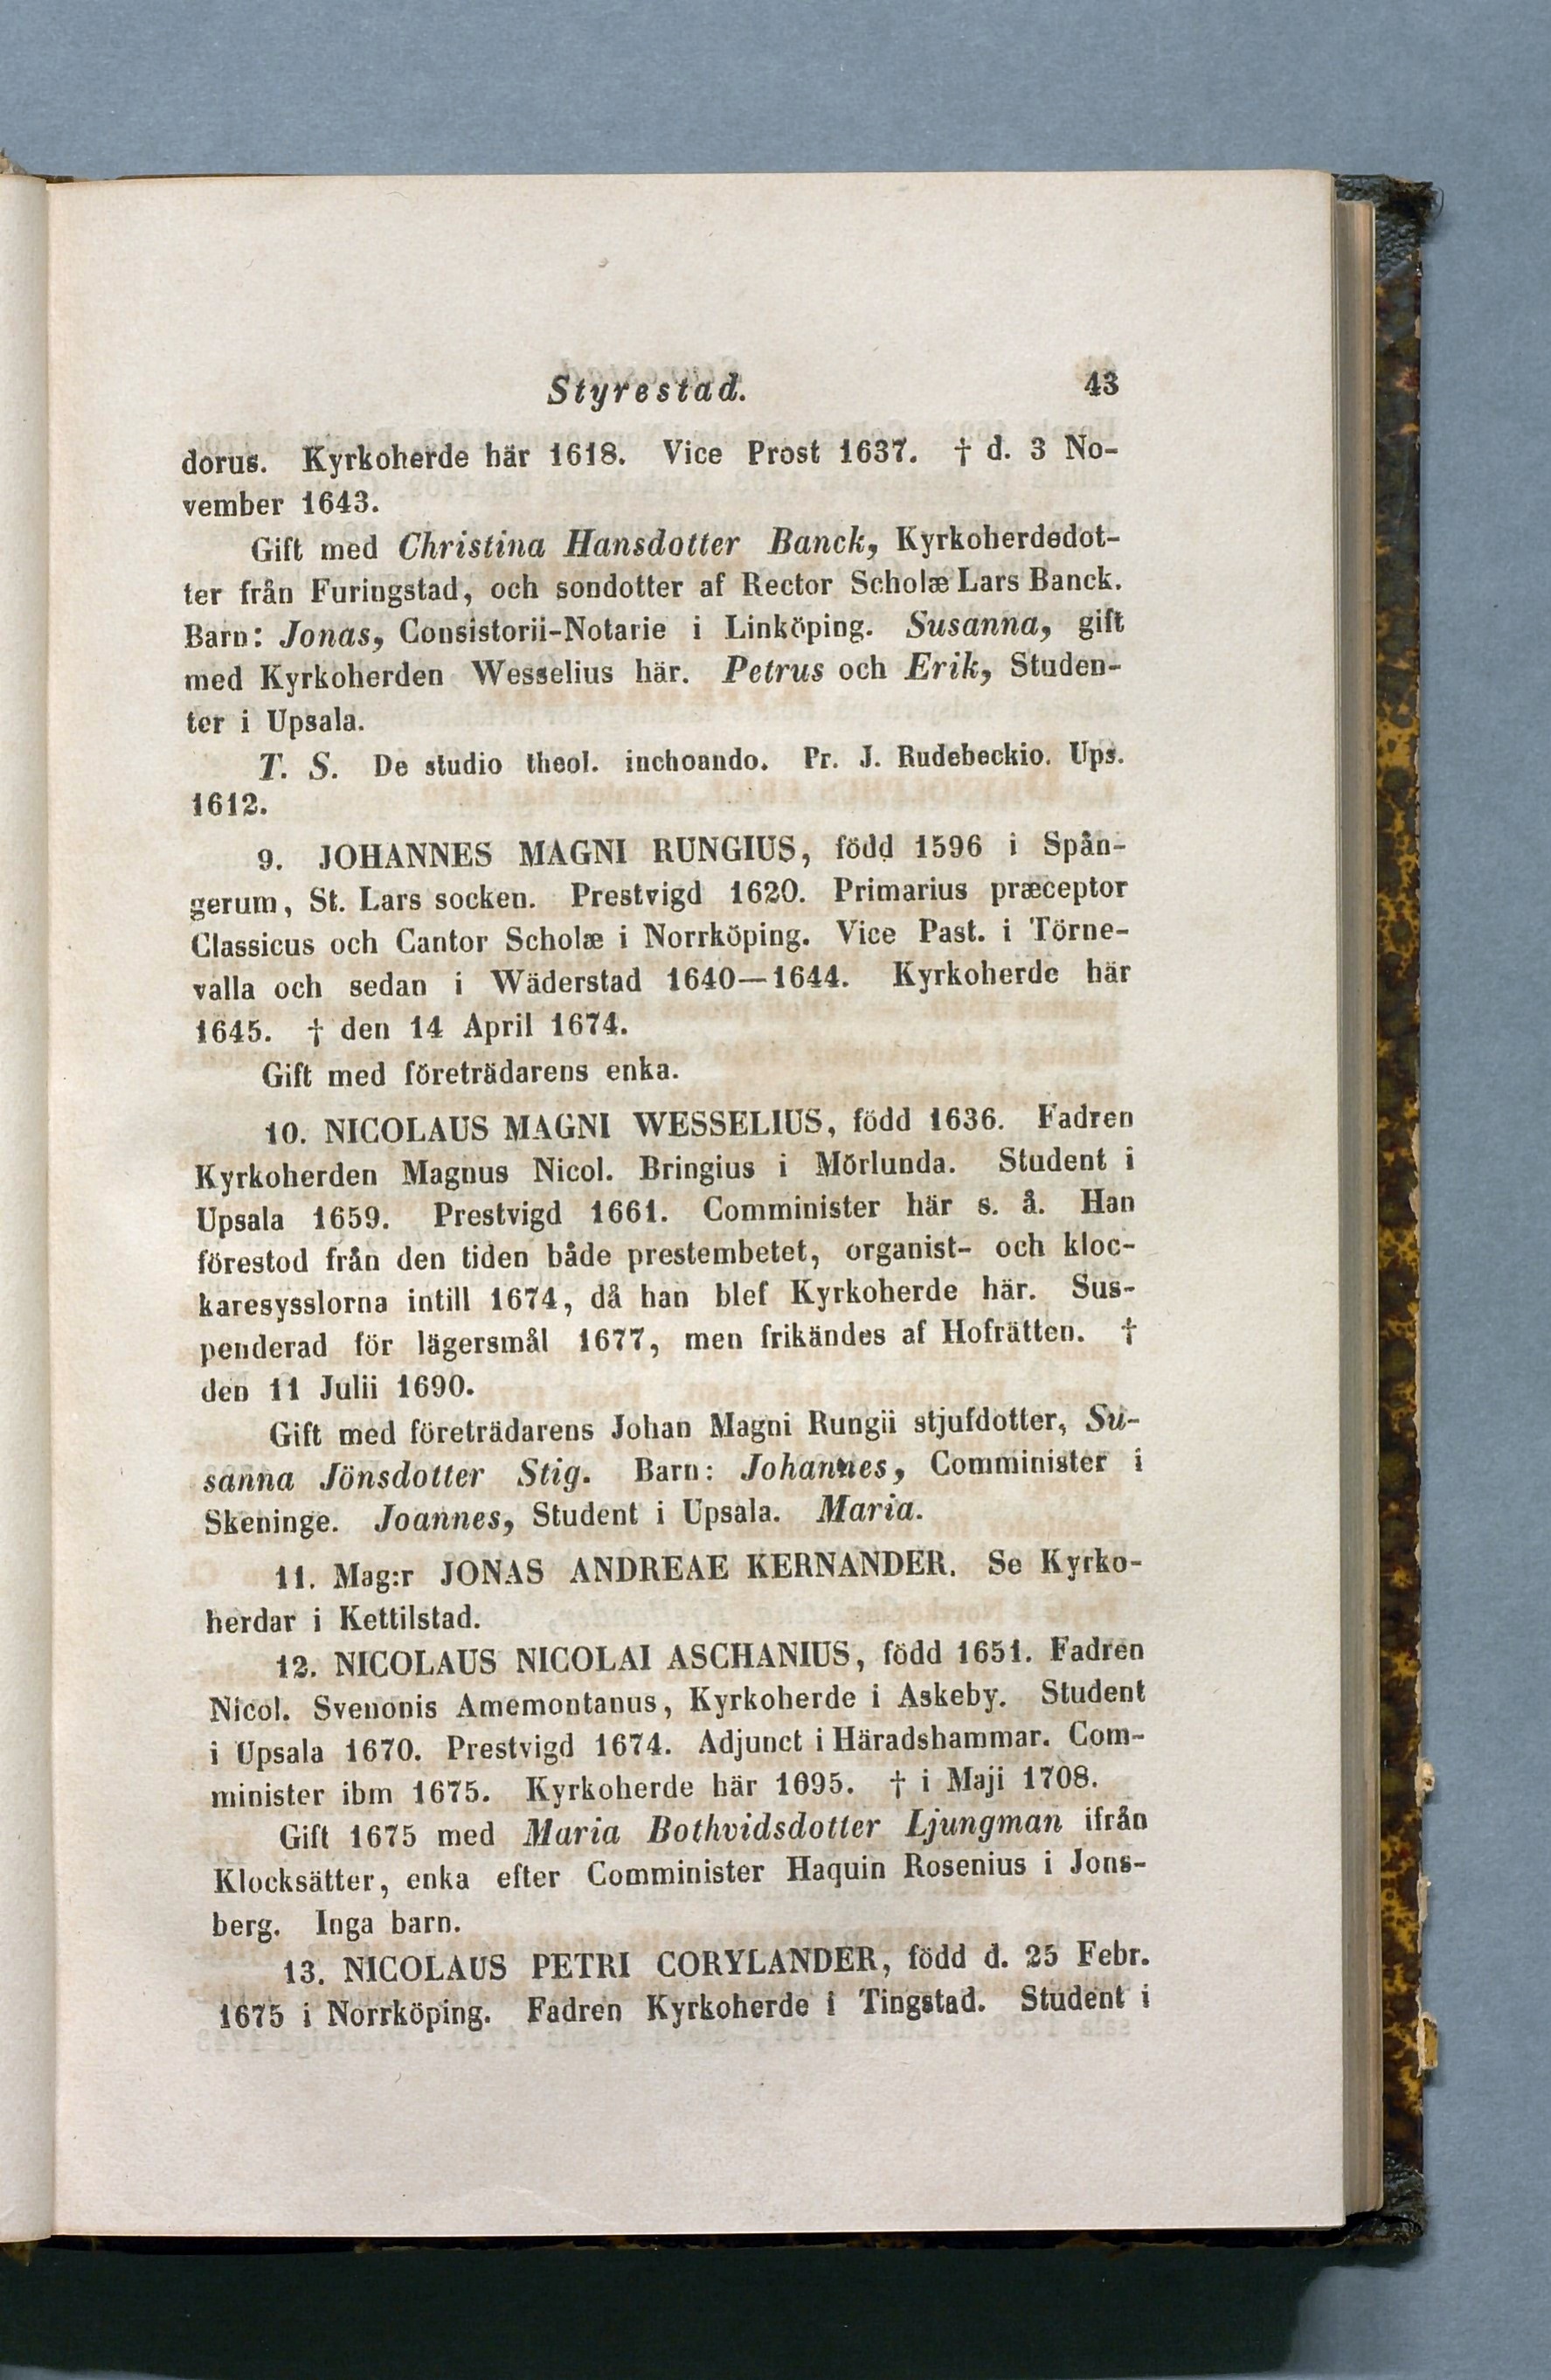 Styrestad. 43
dorus. Kyrkoherde här 1618. Vice Prost 1637. † d. 3 No-
vember 1643.
Gift med Christina Hansdotter Banck, Kyrkoherdedot-
ter från Furingstad, och sondotter af Rector Scholæ Lars Banck.
Barn: Jonas, Consistorii-Notarie i Linköping. Susanna, gift
med Kyrkoherden Wesselius här. Petrus och Erik, Studen-
ter i Upsala.
T. S. De studio theol. inchoando. Pr. J. Rudebeckio. Ups.
1612.
9. JOHANNES MAGNI RUNGIUS, född 1596 i Spån-
gerum, St. Lars socken. Prestvigd 1620. Primarius præceptor
Classicus och Cantor Scholæ i Norrköping. Vice Past. i Törne-
valla och sedan i Wäderstad 1640—1644. Kyrkoherde här
1645. † den 14 April 1674.
Gift med företrädarens enka.
10. NICOLAUS MAGNI WESSELIUS, född 1636. Fadren
Kyrkoherden Magnus Nicol. Bringius i Mörlunda. Student i
Upsala 1659. Prestvigd 1661. Comminister här s. å. Han
förestod från den tiden både prestembetet, organist- och kloc-
karesysslorna intill 1674, då han blef Kyrkoherde här. Sus-
penderad för lägersmål 1677, men frikändes af Hofrätten. †
den 11 Julii 1690.
Gift med företrädarens Johan Magni Rungii stjufdotter, Su-
sanna Jönsdotter Stig. Barn: Johannes, Comminister i
Skeninge. Joannes, Student i Upsala. Maria.
11. Mag:r JONAS ANDREAE KERNANDER. Se Kyrko-
herdar i Kettilstad.
12. NICOLAUS NICOLAI ASCHANIUS, född 1651. Fadren
Nicol. Svenonis Amemontanus, Kyrkoherde i Askeby. Student
i Upsala 1670. Prestvigd 1674. Adjunct i Häradshammar. Com-
minister ibm 1675. Kyrkoherde här 1695. † i Maji 1708.
Gift 1675 med Maria Bothvidsdotter Ljungman ifrån
Klocksätter, enka efter Comminister Haquin Rosenius i Jons-
berg. Inga barn.
13. NICOLAUS PETRI CORYLANDER, född d. 25 Febr.
1675 i Norrköping. Fadren Kyrkoherde i Tingstad. Student i